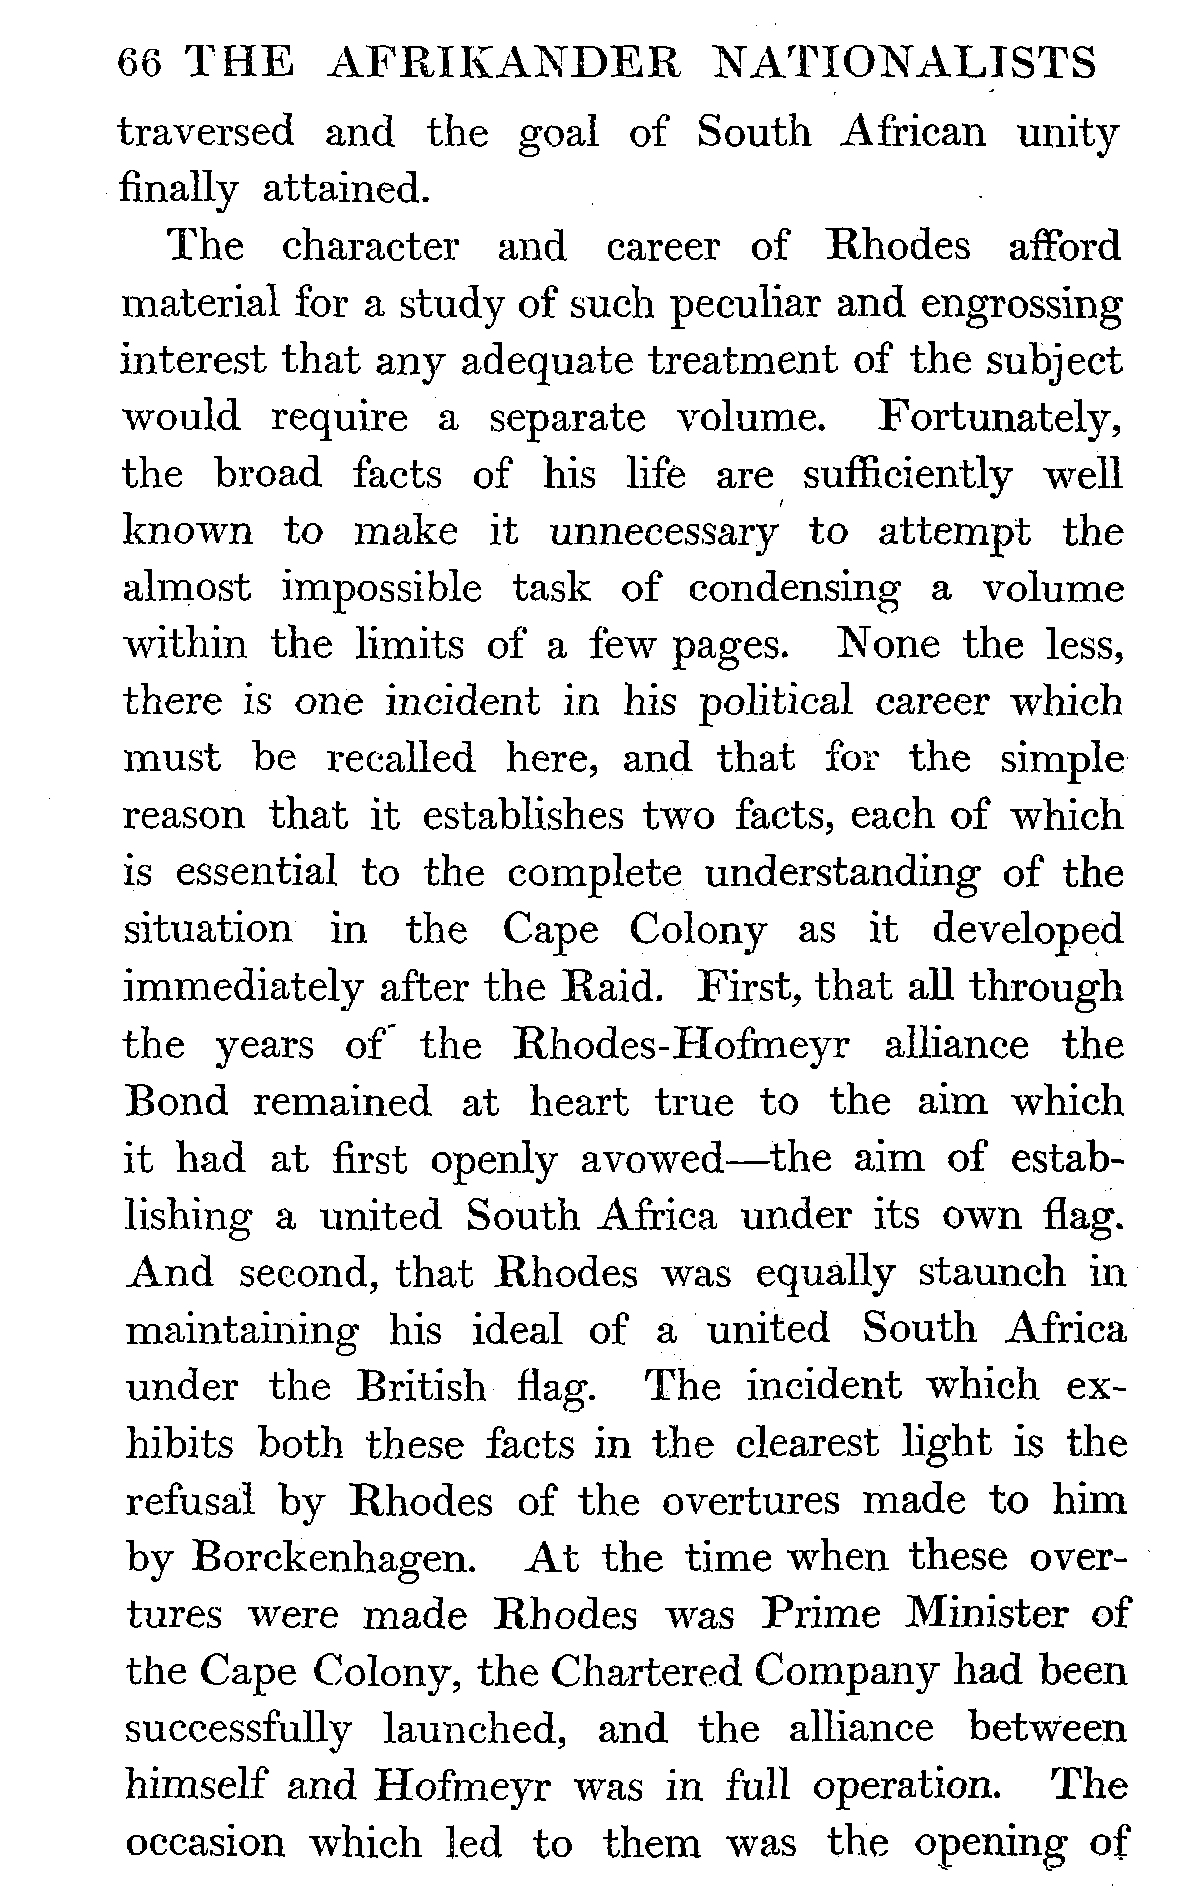 66 THE AFRIKANDER NATIONALISTS
traversed and the goal of South African unity
finally attained.
The character and career of Rhodes afford
material for a study of such peculiar and engrossing
interest that any adequate treatment of the subject
would require a separate volume. Fortunately,
the broad facts of his life are sufficiently well
known to make it unnecessary to attempt the
almost impossible task of condensing a volume
within the limits of a few pages. None the less,
there is one incident in his political career which
must be recalled here, and that for the simple
reason that it establishes two facts, each of which
is essential to the complete understanding of the
situation in the Cape Colony as it developed
immediately after the Raid. First, that all through
the years of the Rhodes-Hofmeyr alliance the
Bond remained at heart true to the aim which
it had at first openly avowed—the aim of estab-
lishing a united South Africa under its own flag.
And second, that Rhodes was equally staunch in
maintaining his ideal of a united South Africa
under the British flag. The incident which ex-
hibits both these facts in the clearest light is the
refusal by Rhodes of the overtures made to him
by Borckenhagen. At the time when these over-
tures were made Rhodes was Prime Minister of
the Cape Colony, the Chartered Company had been
successfully launched, and the alliance between
himself and Hofmeyr was in full operation. The
occasion which led to them was the opening of